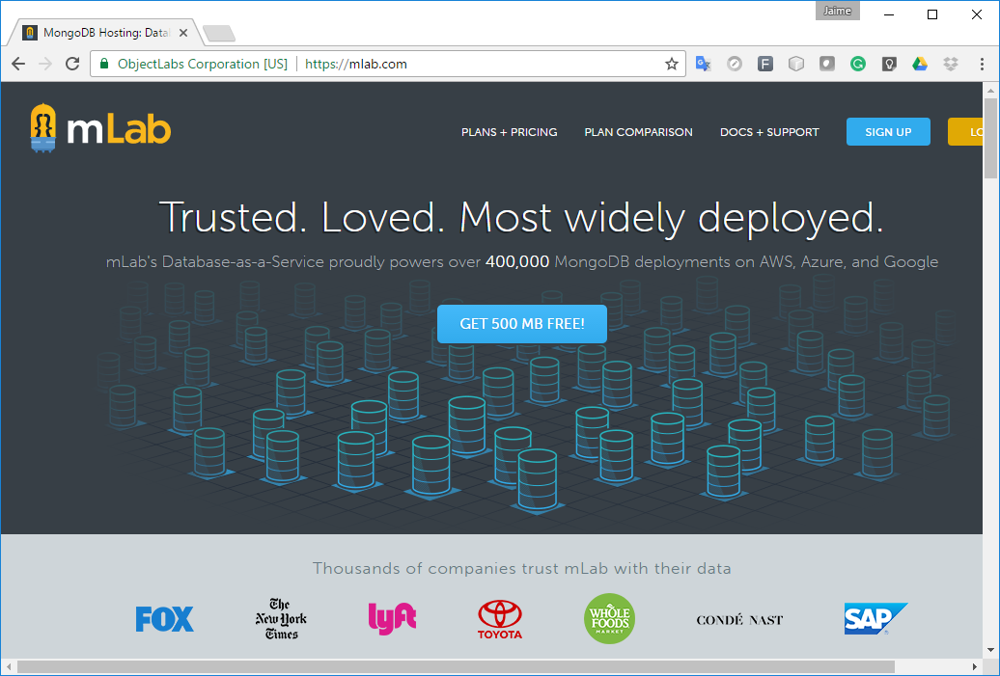 Jaime
MongoDB Hosting: Data
ObjectLabs Corporation [US] https://mlab.com
mLab
PLANS + PRICING PLAN COMPARISON DOCS + SUPPORT SIGN UP LO
Trusted. Loved. Most widely deployed.
mLab's Database-as-a-Service proudly powers over 400,000 MongoDB deployments on AWS, Azure, and Google
GET 500 MB FREE!
Thousands of companies trust mLab with their data
FOX
The
New York
Times
lyft
TOYOTA
WHOLE
FOODS
MARKET
CONDÉ NAST
SAP